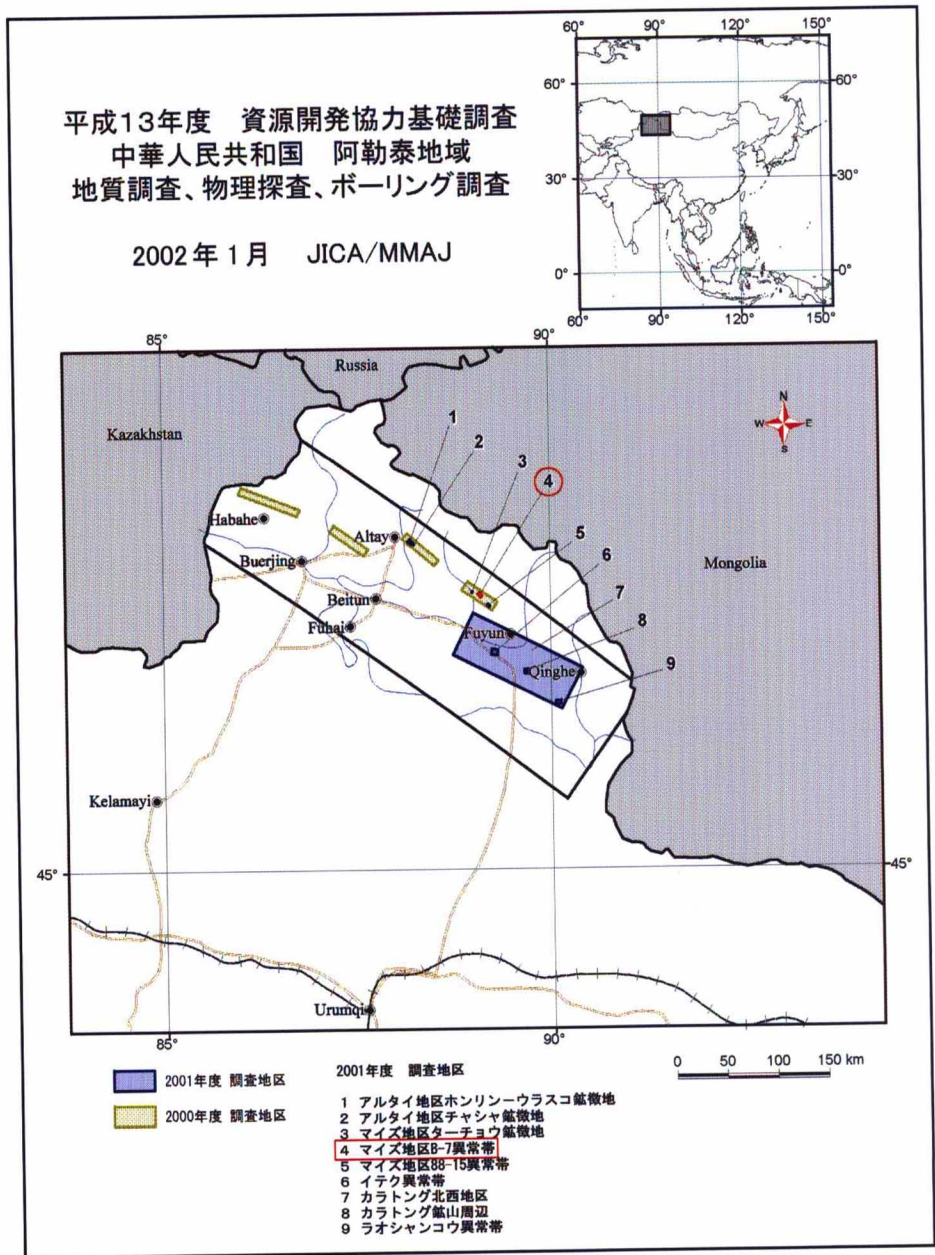 平成13年度 資源開発協力基礎調査
中華人民共和国 阿勒泰地域
地質調査、物理探査、ボーリング調査
2002年1月 JICA/MMAJ
60° 90° 120° 150°
60° 60°
30° 30°
0° 0°
60° 90° 120° 150°
85° 90°
Russia
Kazakhstan
N
W E
S
1
2
3
4
5
6
7
8
9
Mongolia
Habahe
Altay
Buerjing
Beitun
Fuhai
Fuyun
Qinghe
Kelamayi
45° 45°
Urumqi
85° 90°
0 50 100 150 km
2001年度 調査地区
2000年度 調査地区
2001年度 調査地区
1 アルタイ地区ホンリンーウラスコ鉱微地
2 アルタイ地区チャシャ鉱微地
3 マイズ地区ターチョウ鉱微地
4 マイズ地区B-7異常帯
5 マイズ地区88-15異常帯
6 イテク異常帯
7 カラトング北西地区
8 カラトング鉱山周辺
9 ラオシャンコウ異常帯